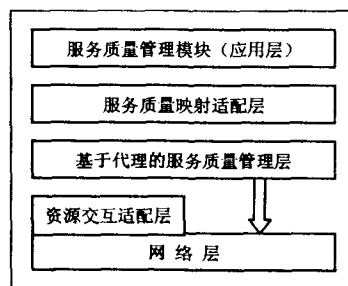 服务质量管理模块（应用层）
服务质量映射适配层
基于代理的服务质量管理层
资源交互适配层
网 络 层